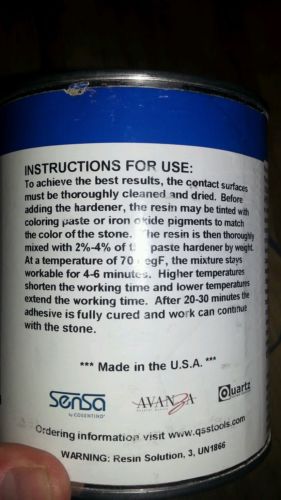 INSTRUCTIONS FOR USE:
To achieve the best results, the contact surfaces
must be thoroughly cleaned and dried. Before
adding the hardener, the resin may be tinted with
coloring paste or iron oxide pigments to match
the color of the stone. The resin is then thoroughly
mixed with 2%-4% of the paste hardener by weight.
At a temperature of 70 degF, the mixture stays
workable for 4-6 minutes. Higher temperatures
shorten the working time and lower temperatures
extend the working time. After 20-30 minutes the
adhesive is fully cured and work can continue
with the stone.
*** Made in the U.S.A. ***
sensa AVANZA Quartz
by COSENTINO
Ordering information visit www.qsstools.com
WARNING: Resin Solution, 3, UN1866